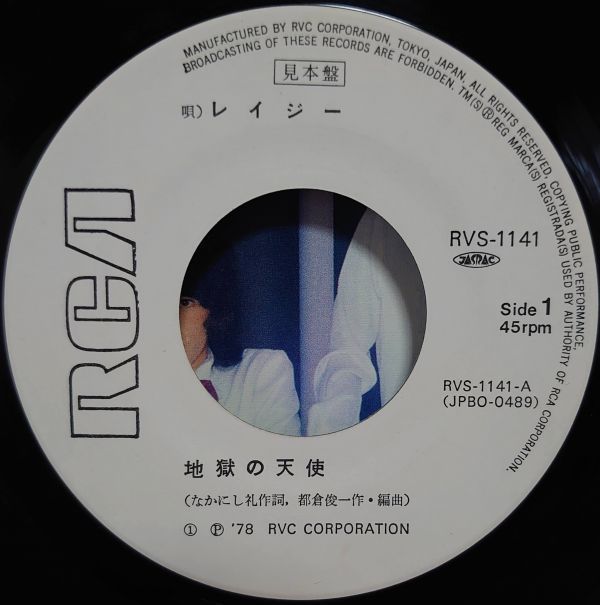 MANUFACTURED BY RVC CORPORATION, TOKYO, JAPAN, ALL RIGHTS RESERVED, COPYING PUBLIC PERFORMANCE,
BROADCASTING OF THESE RECORDS ARE FORBIDDEN. TM(S)® REG MARCA(S) REGISTRADA(S) USED BY AUTHORITY OF RCA CORPORATION.
見本盤
唄) レイジー
RCA
RVS-1141
JASRAC
Side 1
45rpm
RVS-1141-A
(JPBO-0489)
地獄の天使
(なかにし礼作詞, 都倉俊一作・編曲)
① ℗ '78 RVC CORPORATION